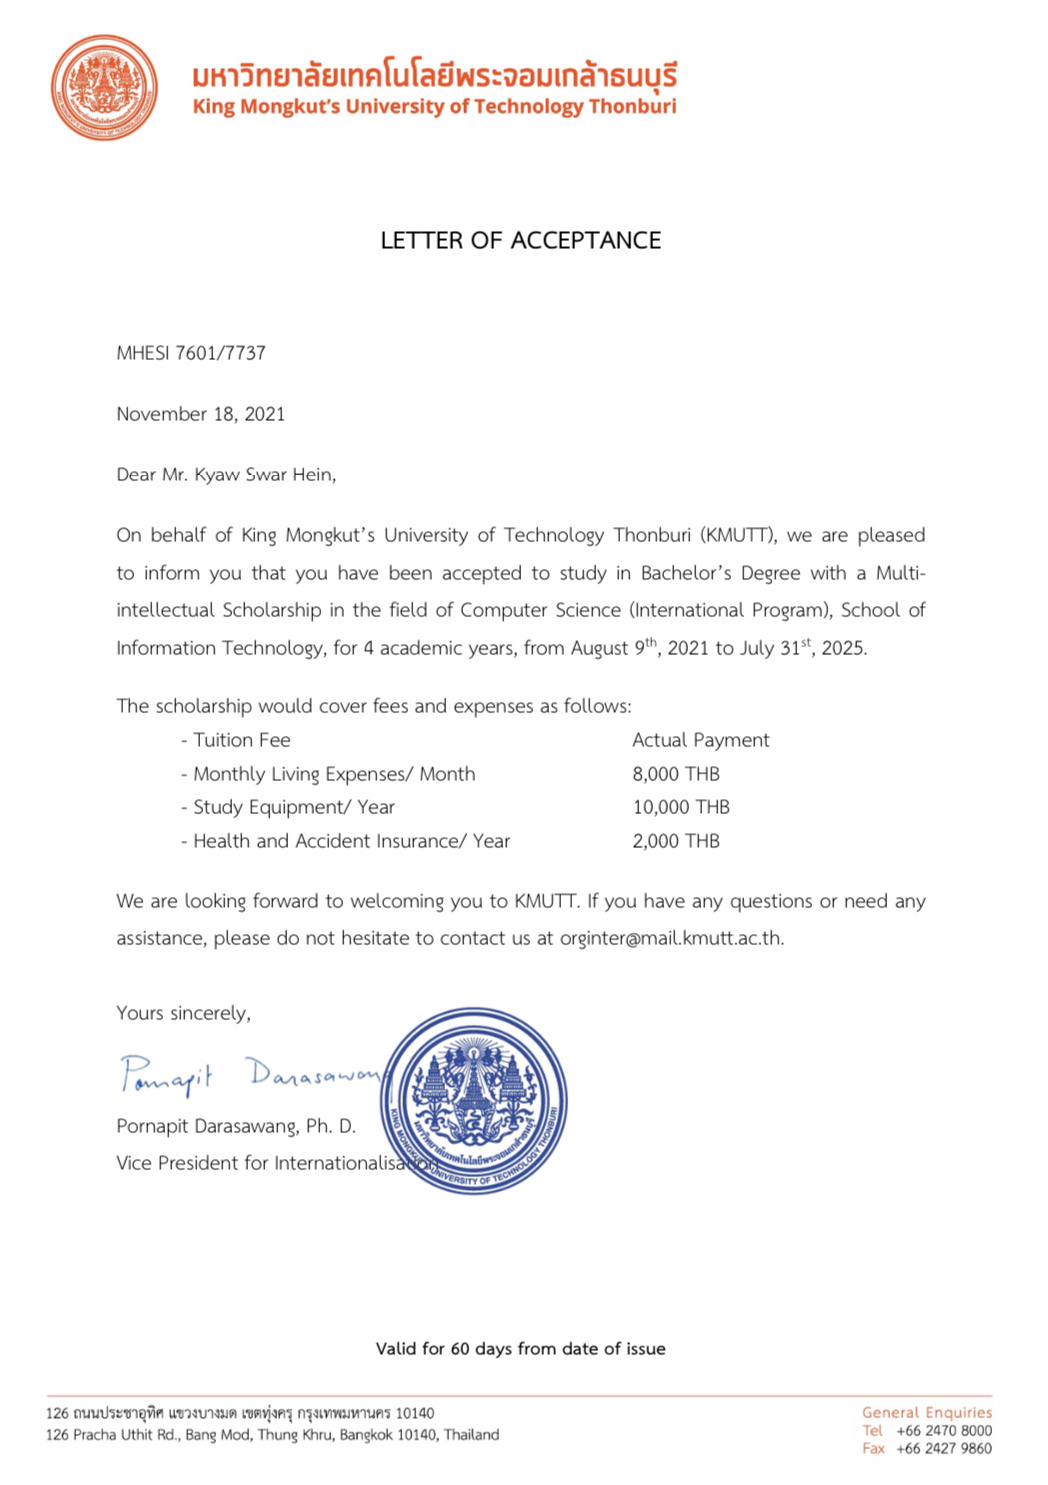 มหาวิทยาลัยเทคโนโลยีพระจอมเกล้าธนบุรี
King Mongkut's University of Technology Thonburi
LETTER OF ACCEPTANCE
MHESI 7601/7737
November 18, 2021
Dear Mr. Kyaw Swar Hein,
On behalf of King Mongkut's University of Technology Thonburi (KMUTT), we are pleased
to inform you that you have been accepted to study in Bachelor's Degree with a Multi-
intellectual Scholarship in the field of Computer Science (International Program), School of
Information Technology, for 4 academic years, from August 9th, 2021 to July 31st, 2025.
The scholarship would cover fees and expenses as follows:
- Tuition Fee Actual Payment
- Monthly Living Expenses/ Month 8,000 THB
- Study Equipment/ Year 10,000 THB
- Health and Accident Insurance/ Year 2,000 THB
We are looking forward to welcoming you to KMUTT. If you have any questions or need any
assistance, please do not hesitate to contact us at orginter@mail.kmutt.ac.th.
Yours sincerely,
Pornapit Darasawang
Pornapit Darasawang, Ph. D.
Vice President for Internationalisation
มหาวิทยาลัยเทคโนโลยีพระจอมเกล้าธนบุรี
KING MONGKUT'S UNIVERSITY OF TECHNOLOGY THONBURI
Valid for 60 days from date of issue
126 ถนนประชาอุทิศ แขวงบางมด เขตทุ่งครุ กรุงเทพมหานคร 10140
126 Pracha Uthit Rd., Bang Mod, Thung Khru, Bangkok 10140, Thailand
General Enquiries
Tel +66 2470 8000
Fax +66 2427 9860